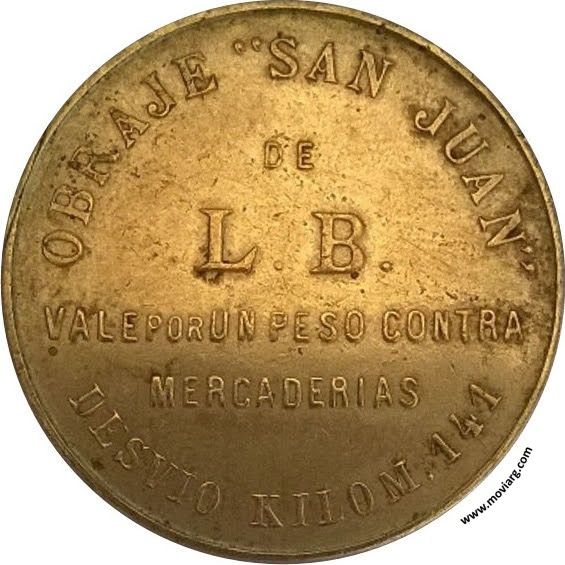 OBRAJE "SAN JUAN"
DE
L. B.
VALE POR UN PESO CONTRA
MERCADERIAS
DESVIO KILOM. 141
www.moviarg.com